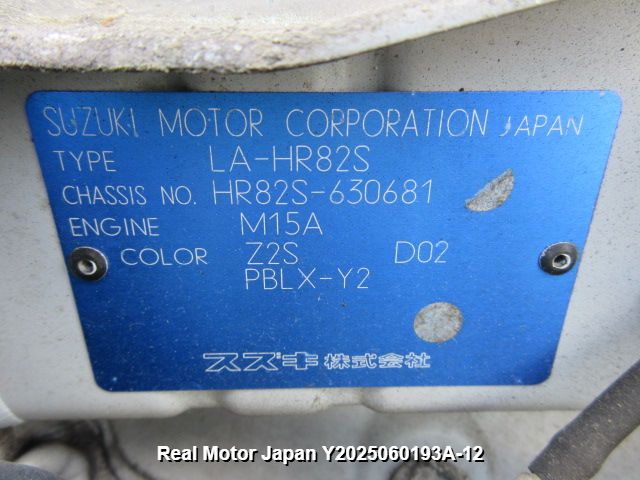 SUZUKI MOTOR CORPORATION JAPAN
TYPE LA-HR82S
CHASSIS NO. HR82S-630681
ENGINE M15A
COLOR Z2S D02
PBLX-Y2
スズキ株式会社
Real Motor Japan Y2025060193A-12